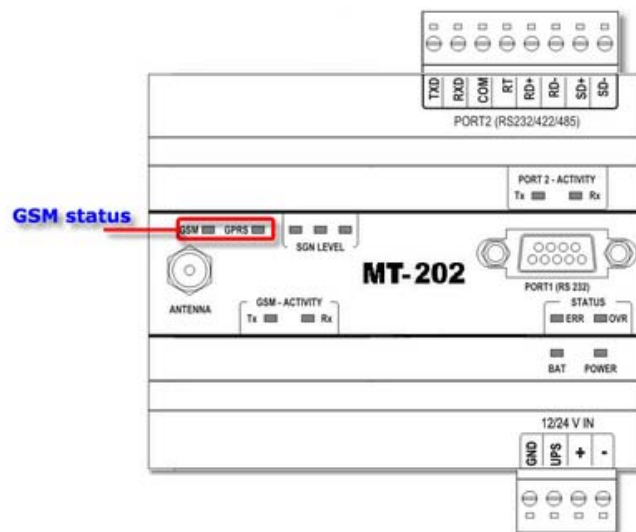 TXD RXD COM RT RD+ RD- SD+ SD-
PORT2 (RS232/422/485)
PORT 2 - ACTIVITY
Tx Rx
GSM status
GSM GPRS
SGN LEVEL
MT-202
ANTENNA
PORT1 (RS 232)
GSM - ACTIVITY
Tx Rx
STATUS
ERR OVR
BAT POWER
12/24 V IN
GND UPS + -